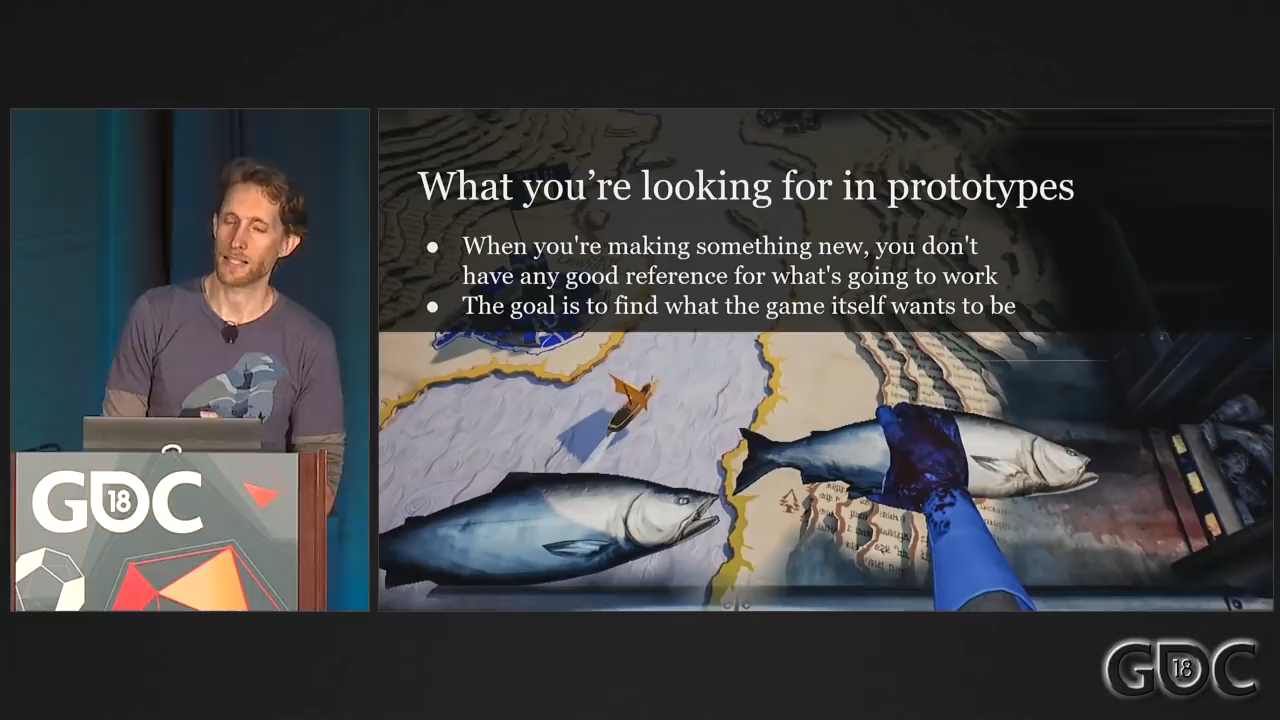 What you're looking for in prototypes
● When you're making something new, you don't
have any good reference for what's going to work
● The goal is to find what the game itself wants to be
GDC
18
GDC
18